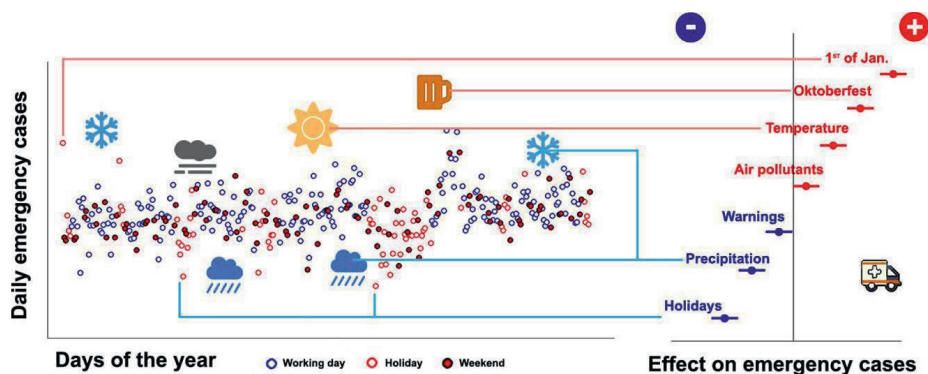 -
+
1ST of Jan.
Oktoberfest
Temperature
Air pollutants
Warnings
Precipitation
Holidays
Daily emergency cases
Days of the year
Working day
Holiday
Weekend
Effect on emergency cases